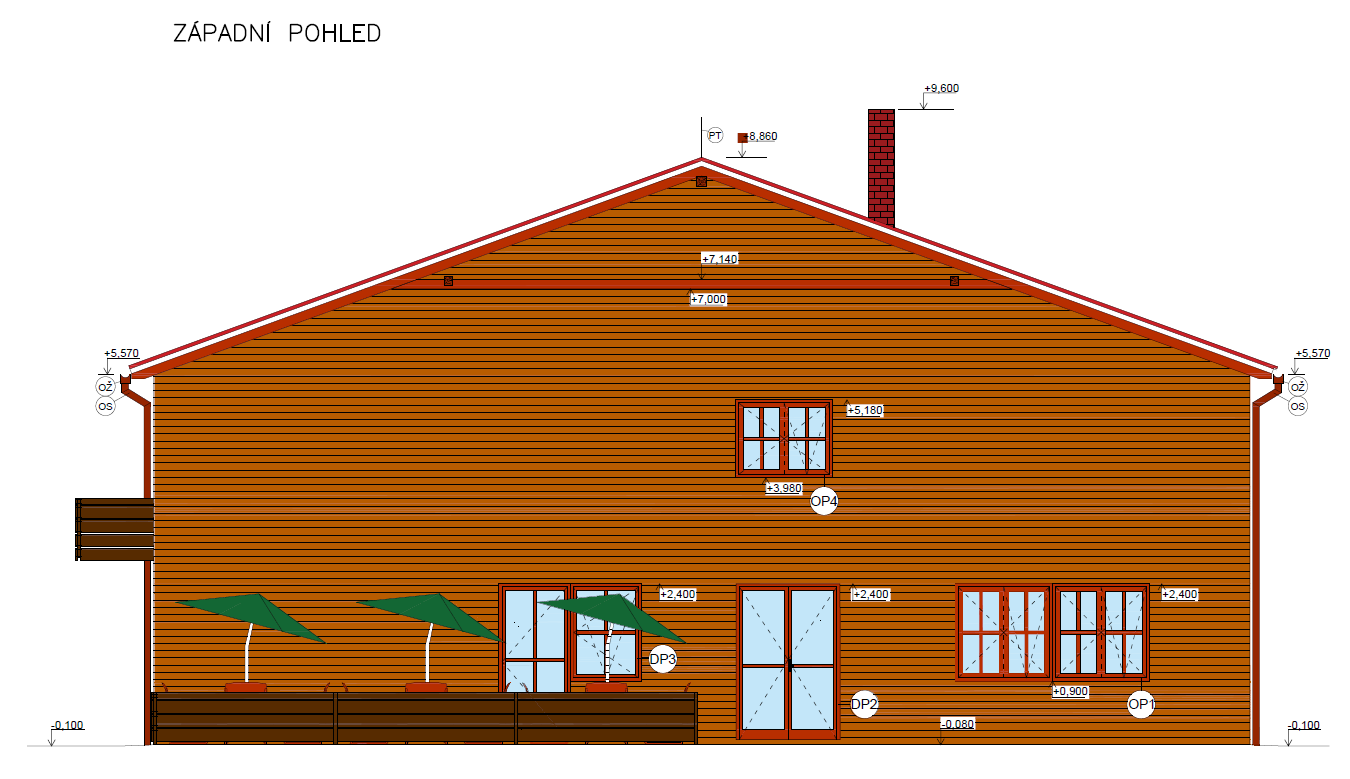 ZÁPADNÍ POHLED
+9,600
PT
+8,860
+7,140
+7,000
+5,570
+5,570
OŽ
OŽ
OS
OS
+5,180
+3,980
OP4
+2,400
+2,400
+2,400
DP3
+0,900
DP2
OP1
-0,100
-0,080
-0,100